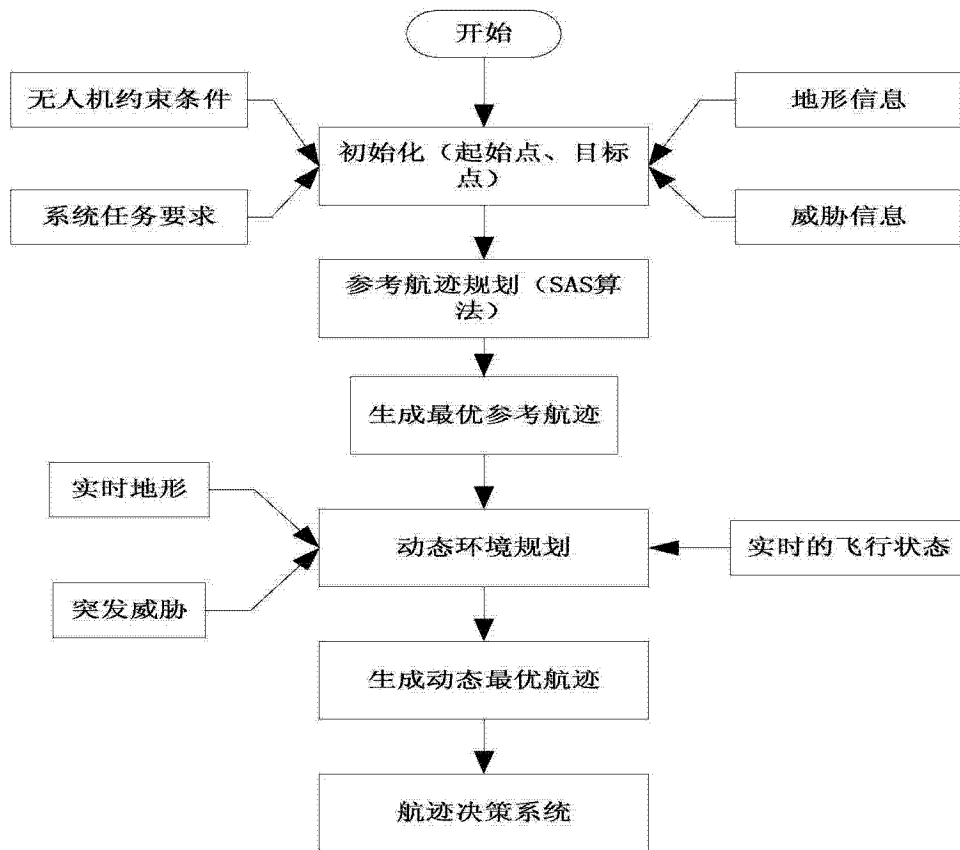 开始
无人机约束条件
地形信息
初始化（起始点、目标
点）
系统任务要求
威胁信息
参考航迹规划（SAS算
法）
生成最优参考航迹
实时地形
动态环境规划
实时的飞行状态
突发威胁
生成动态最优航迹
航迹决策系统